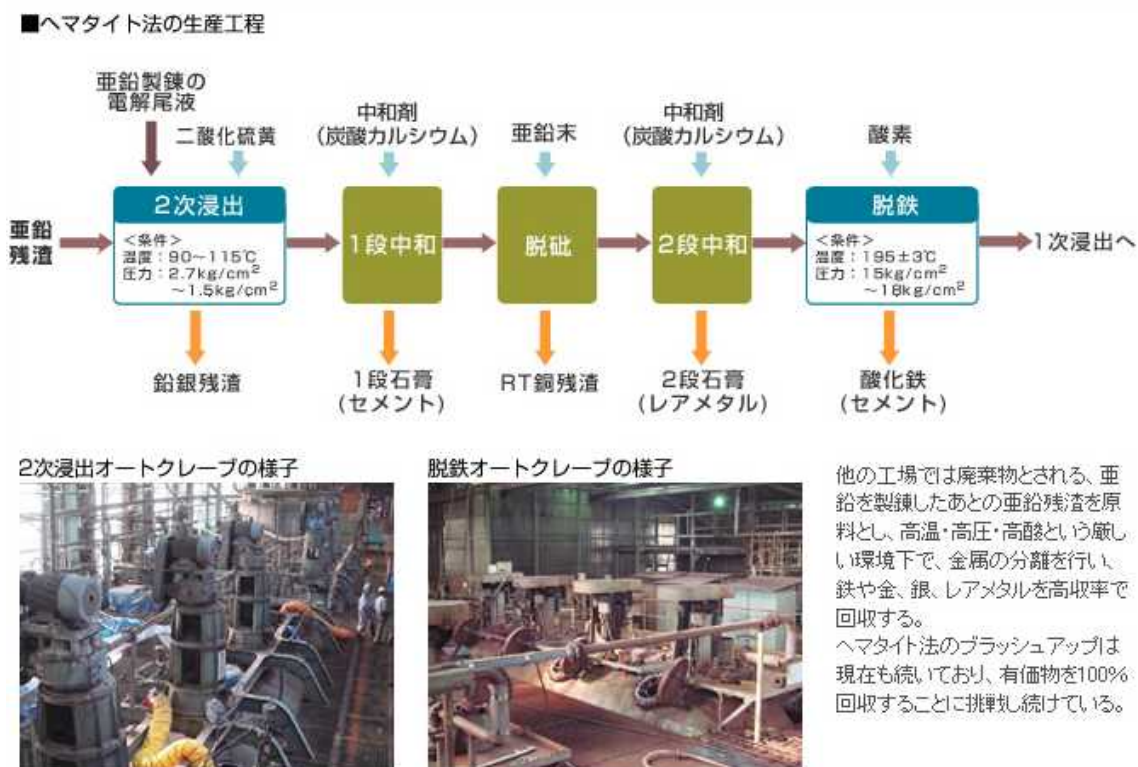 ■ヘマタイト法の生産工程
亜鉛製錬の
電解尾液
二酸化硫黄
中和剤
(炭酸カルシウム)
亜鉛末
中和剤
(炭酸カルシウム)
酸素
亜鉛
残渣
2次浸出
<条件>
温度:90~115℃
圧力:2.7kg/cm²
~1.5kg/cm²
1段中和
脱砒
2段中和
脱鉄
<条件>
温度:195±3℃
圧力:15kg/cm²
~18kg/cm²
1次浸出へ
鉛銀残渣
1段石膏
(セメント)
RT銅残渣
2段石膏
(レアメタル)
酸化鉄
(セメント)
2次浸出オートクレーブの様子
脱鉄オートクレーブの様子
他の工場では廃棄物とされる、亜
鉛を製錬したあとの亜鉛残渣を原
料とし、高温・高圧・高酸という厳し
い環境下で、金属の分離を行い、
鉄や金、銀、レアメタルを高収率で
回収する。
ヘマタイト法のブラッシュアップは
現在も続いており、有価物を100%
回収することに挑戦し続けている。